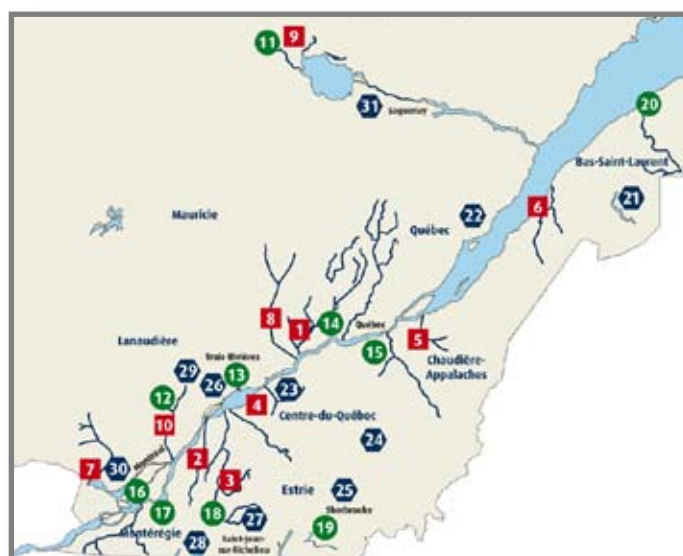 9
11
31
Saguenay
20
Bas-Saint-Laurent
21
6
Mauricie
22
Québec
8
1
14
Québec
15
5
Chaudière-
Appalaches
Lanaudière
29
Trois-Rivières
26
13
23
4
Centre-du-Québec
12
10
24
7
30
Montréal
2
3
Estrie
25
16
17
18
27
Sherbrooke
19
Montérégie
28
Saint-Jean-
sur-Richelieu